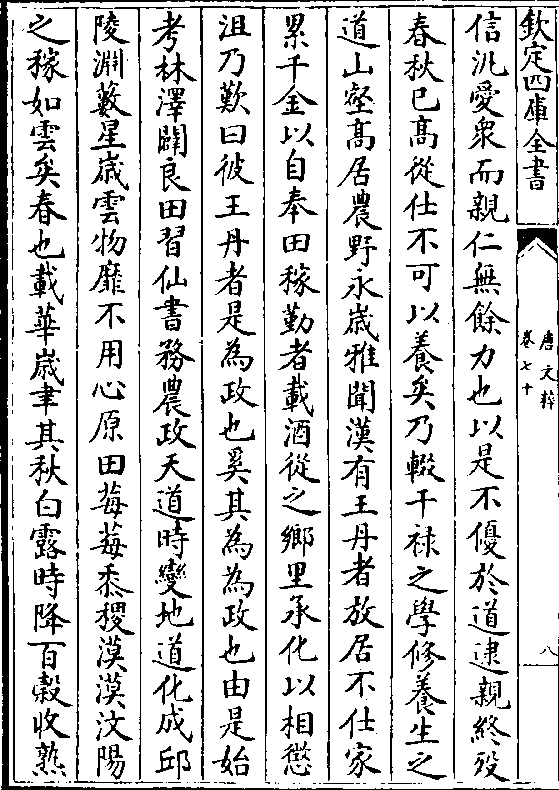 欽定四庫全書
唐文粹
卷七十
八
信汎愛衆而親仁無餘力也以是不優於道逮親終歿
春秋已髙從仕不可以養矣乃輟干禄之學修養生之
道山壑髙居農野永嵗雅聞漢有王丹者放居不仕家
累千金以自奉田稼勤者載酒從之鄉里承化以相懲
沮乃歎曰彼王丹者是為政也奚其為為政也由是始
考林澤闢良田習仙書務農政天道時變地道化成邱
陵淵藪星嵗雲物靡不用心原田莓莓黍稷漠漠汶陽
之稼如雲矣春也載華嵗聿其秋白露時降百榖收熟